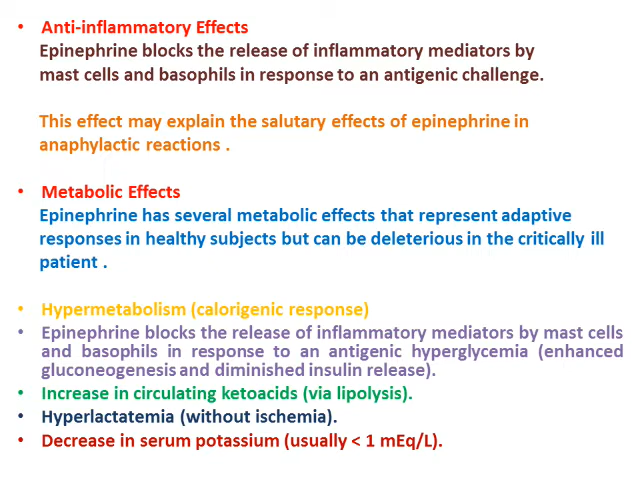 • Anti-inflammatory Effects
Epinephrine blocks the release of inflammatory mediators by
mast cells and basophils in response to an antigenic challenge.
This effect may explain the salutary effects of epinephrine in
anaphylactic reactions .
• Metabolic Effects
Epinephrine has several metabolic effects that represent adaptive
responses in healthy subjects but can be deleterious in the critically ill
patient .
• Hypermetabolism (calorigenic response)
• Epinephrine blocks the release of inflammatory mediators by mast cells
and basophils in response to an antigenic hyperglycemia (enhanced
gluconeogenesis and diminished insulin release).
• Increase in circulating ketoacids (via lipolysis).
• Hyperlactatemia (without ischemia).
• Decrease in serum potassium (usually < 1 mEq/L).